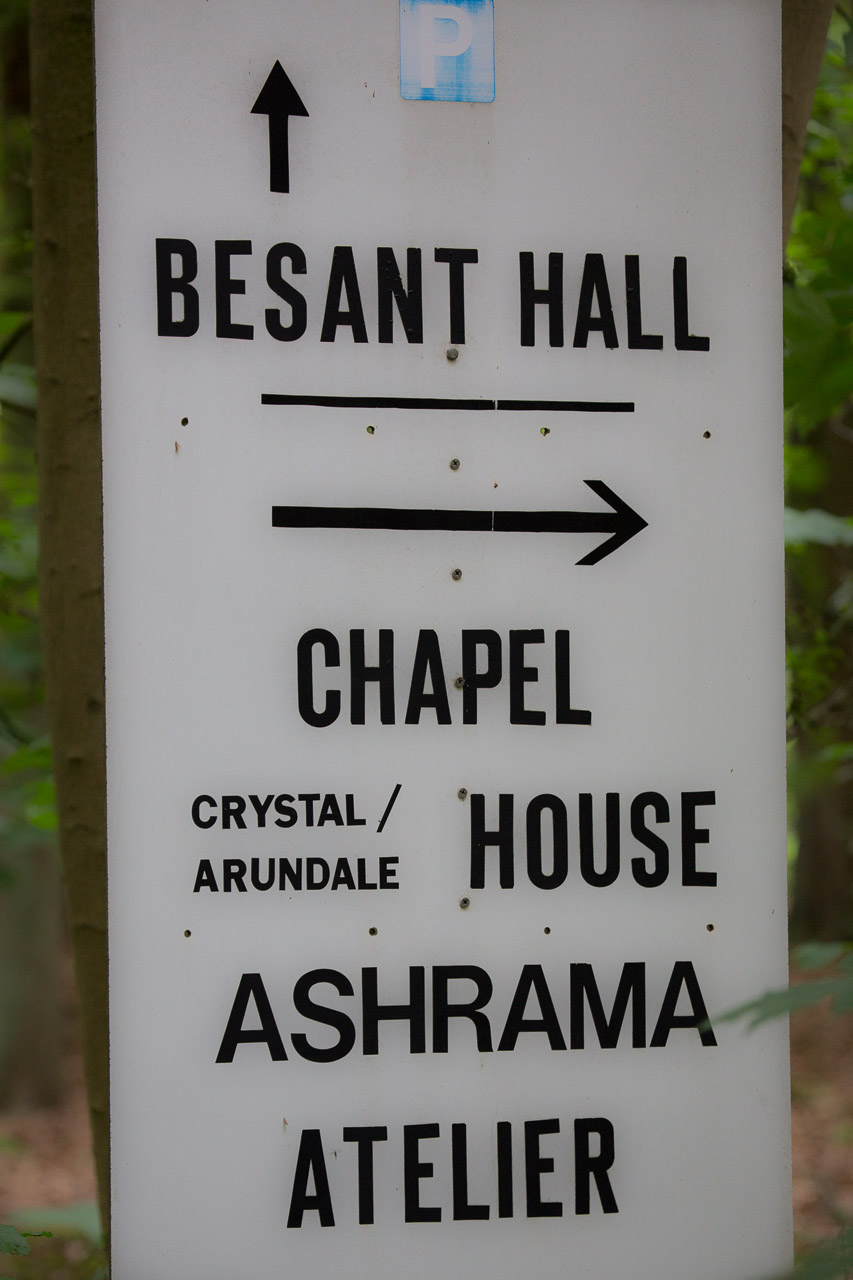 P
BESANT HALL
CHAPEL
CRYSTAL / HOUSE
ARUNDALE
ASHRAMA
ATELIER